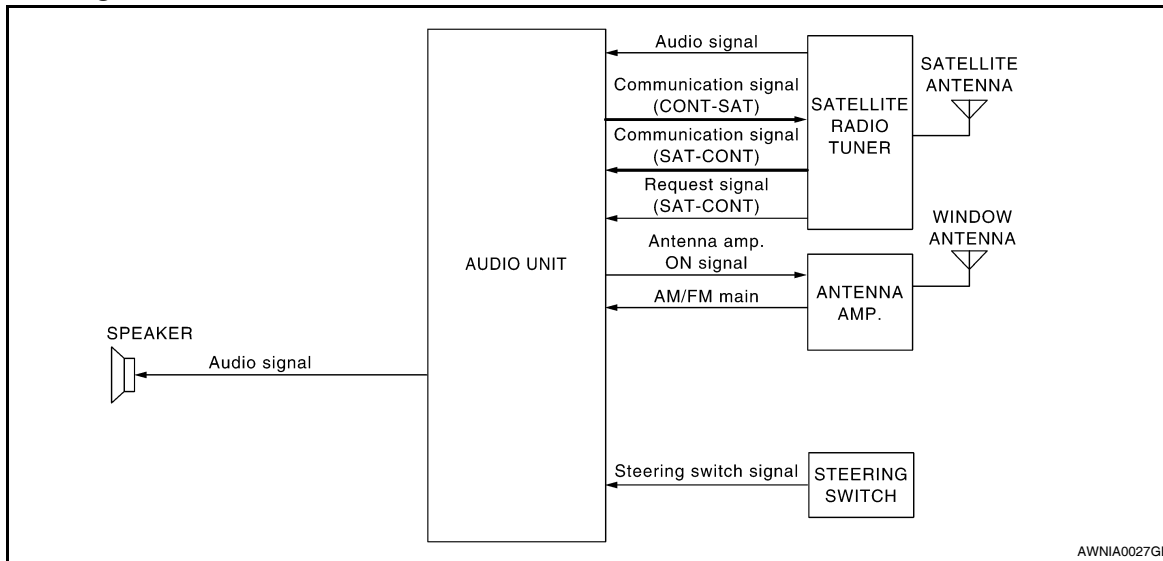 Audio signal
Communication signal
(CONT-SAT)
Communication signal
(SAT-CONT)
Request signal
(SAT-CONT)
SATELLITE
RADIO
TUNER
SATELLITE
ANTENNA
AUDIO UNIT
Antenna amp.
ON signal
AM/FM main
ANTENNA
AMP.
WINDOW
ANTENNA
SPEAKER
Audio signal
Steering switch signal
STEERING
SWITCH